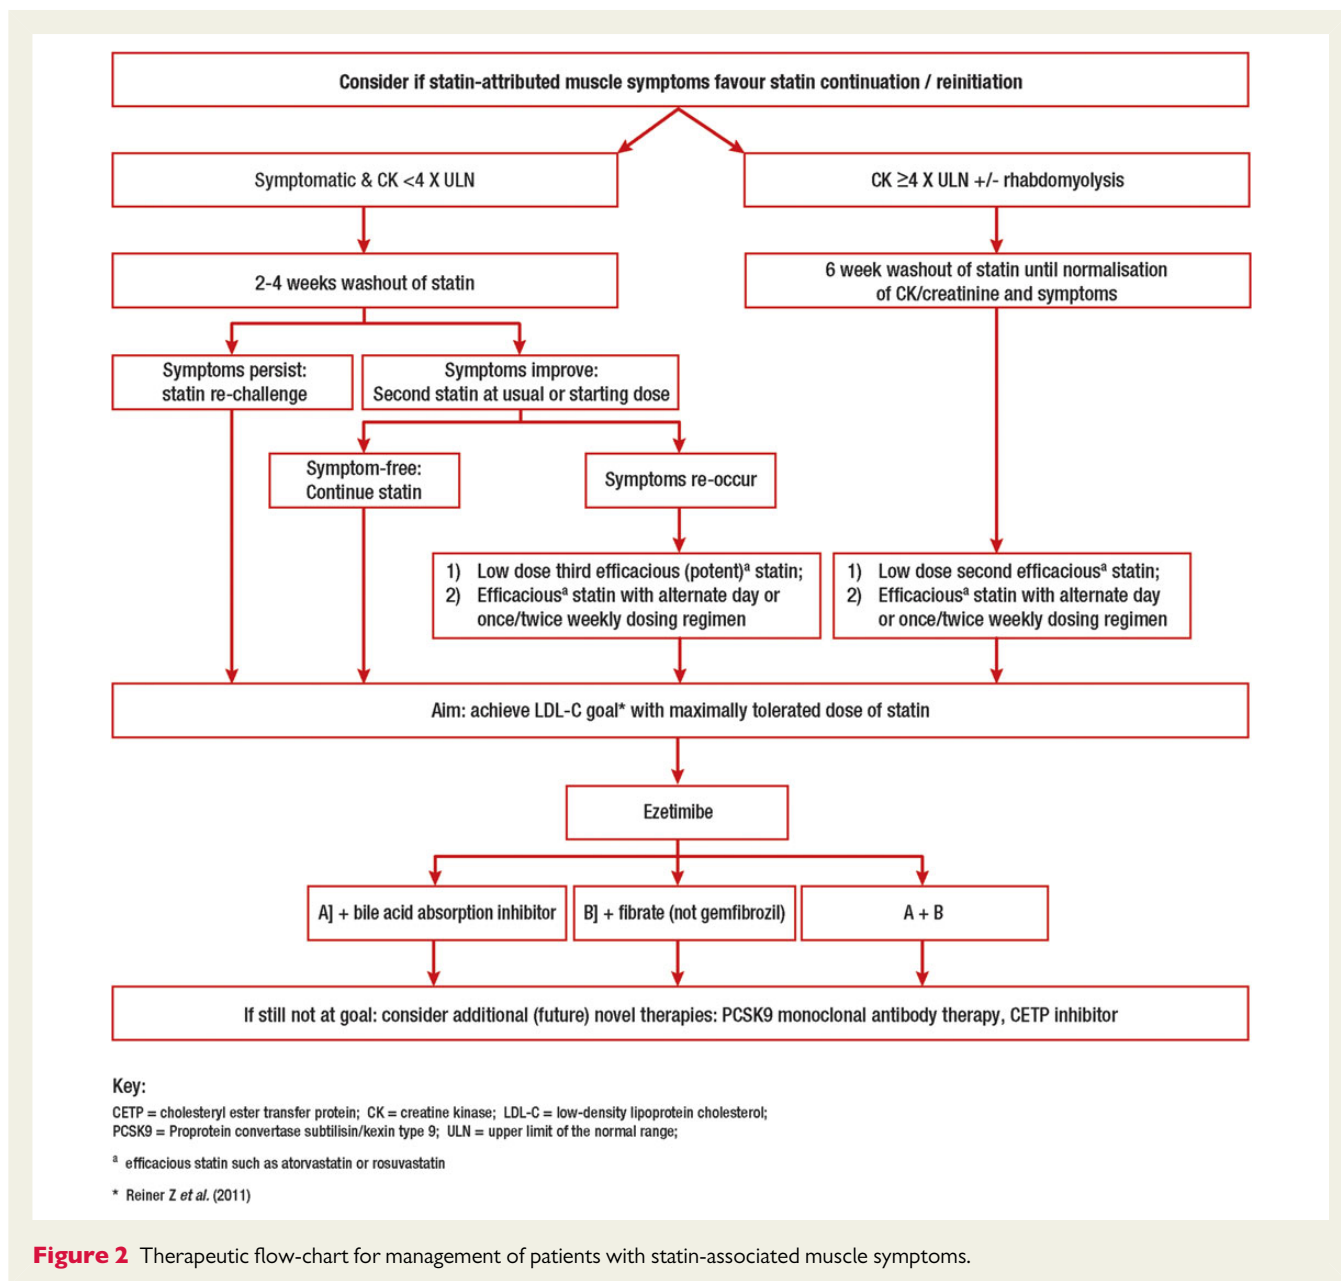 Consider if statin-attributed muscle symptoms favour statin continuation / reinitiation
Symptomatic & CK <4 X ULN
CK ≥4 X ULN +/- rhabdomyolysis
2-4 weeks washout of statin
6 week washout of statin until normalisation
of CK/creatinine and symptoms
Symptoms persist:
statin re-challenge
Symptoms improve:
Second statin at usual or starting dose
Symptom-free:
Continue statin
Symptoms re-occur
1) Low dose third efficacious (potent)ᵃ statin;
2) Efficaciousᵃ statin with alternate day or
once/twice weekly dosing regimen
1) Low dose second efficaciousᵃ statin;
2) Efficaciousᵃ statin with alternate day
or once/twice weekly dosing regimen
Aim: achieve LDL-C goal* with maximally tolerated dose of statin
Ezetimibe
A] + bile acid absorption inhibitor
B] + fibrate (not gemfibrozil)
A + B
If still not at goal: consider additional (future) novel therapies: PCSK9 monoclonal antibody therapy, CETP inhibitor
Key:
CETP = cholesteryl ester transfer protein; CK = creatine kinase; LDL-C = low-density lipoprotein cholesterol;
PCSK9 = Proprotein convertase subtilisin/kexin type 9; ULN = upper limit of the normal range;
ᵃ efficacious statin such as atorvastatin or rosuvastatin
* Reiner Z et al. (2011)
Figure 2 Therapeutic flow-chart for management of patients with statin-associated muscle symptoms.